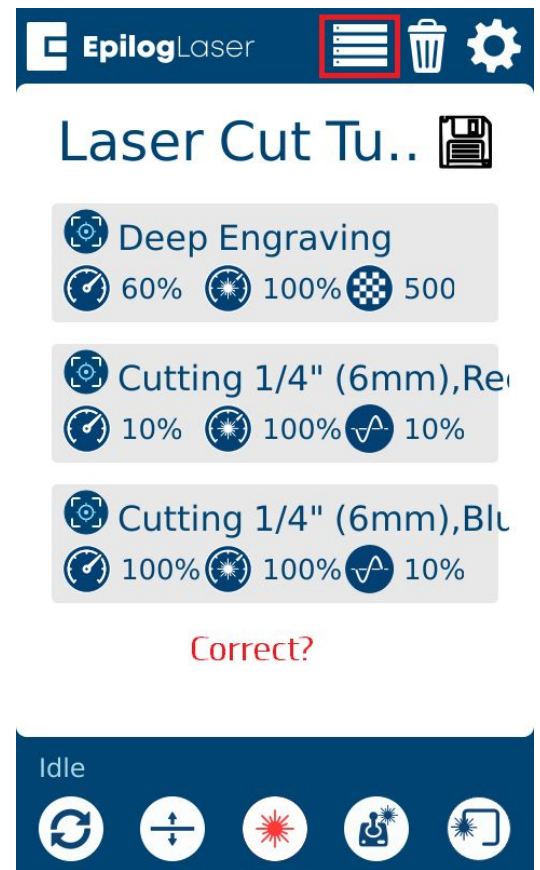 EpilogLaser
Laser Cut Tu..
Deep Engraving
60% 100% 500
Cutting 1/4" (6mm),Re
10% 100% 10%
Cutting 1/4" (6mm),Blu
100% 100% 10%
Correct?
Idle